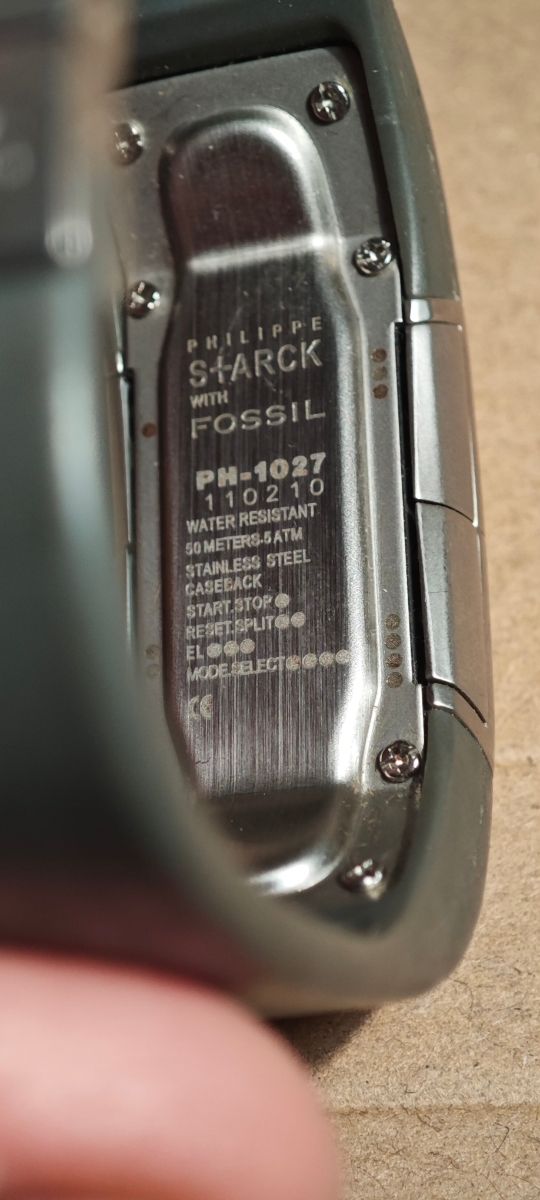 PHILIPPE
STARCK
WITH
FOSSIL
PH-1027
110210
WATER RESISTANT
50 METERS-5 ATM
STAINLESS STEEL
CASEBACK
START.STOP
RESET.SPLIT
EL
MODE.SELECT
CE